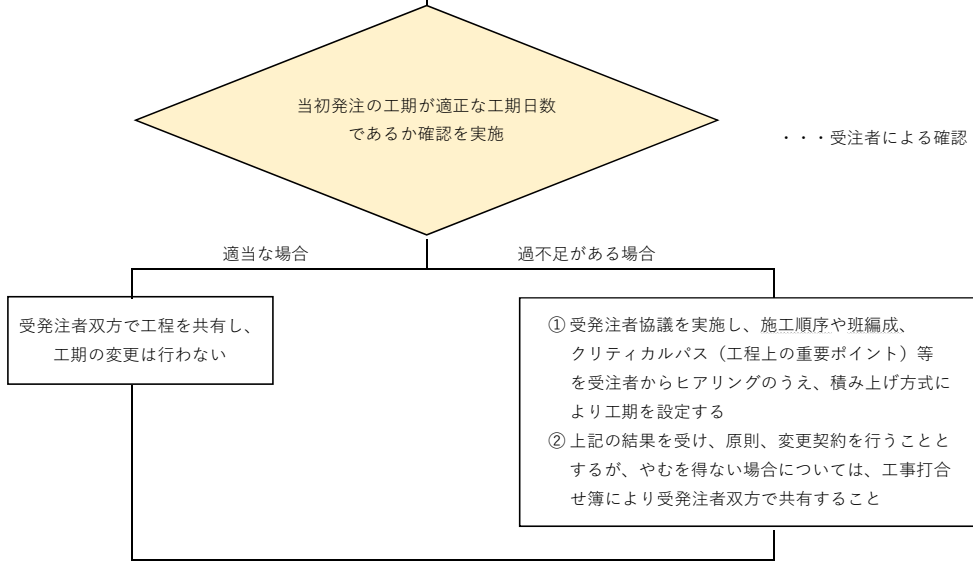 当初発注の工期が適正な工期日数
であるか確認を実施
・・・受注者による確認
適当な場合
過不足がある場合
受発注者双方で工程を共有し、
工期の変更は行わない
① 受発注者協議を実施し、施工順序や班編成、
クリティカルパス（工程上の重要ポイント）等
を受注者からヒアリングのうえ、積み上げ方式に
より工期を設定する
② 上記の結果を受け、原則、変更契約を行うことと
するが、やむを得ない場合については、工事打合
せ簿により受発注者双方で共有すること